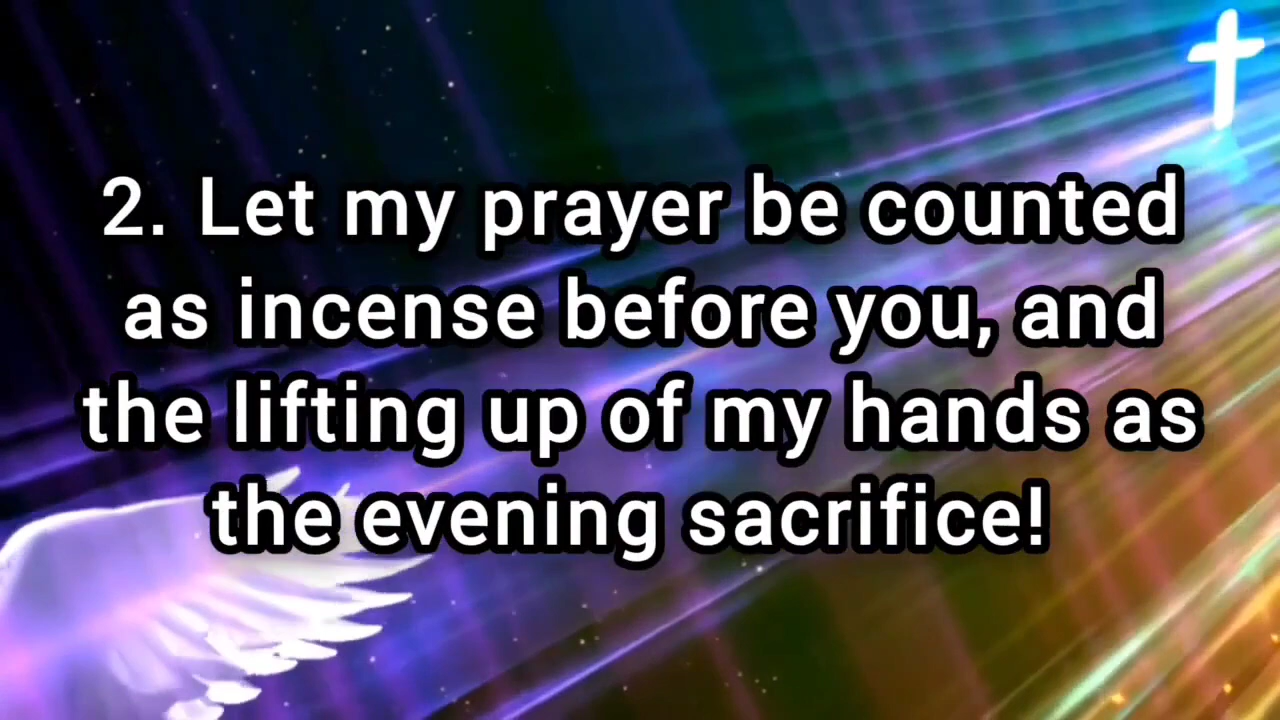 2. Let my prayer be counted
as incense before you, and
the lifting up of my hands as
the evening sacrifice!